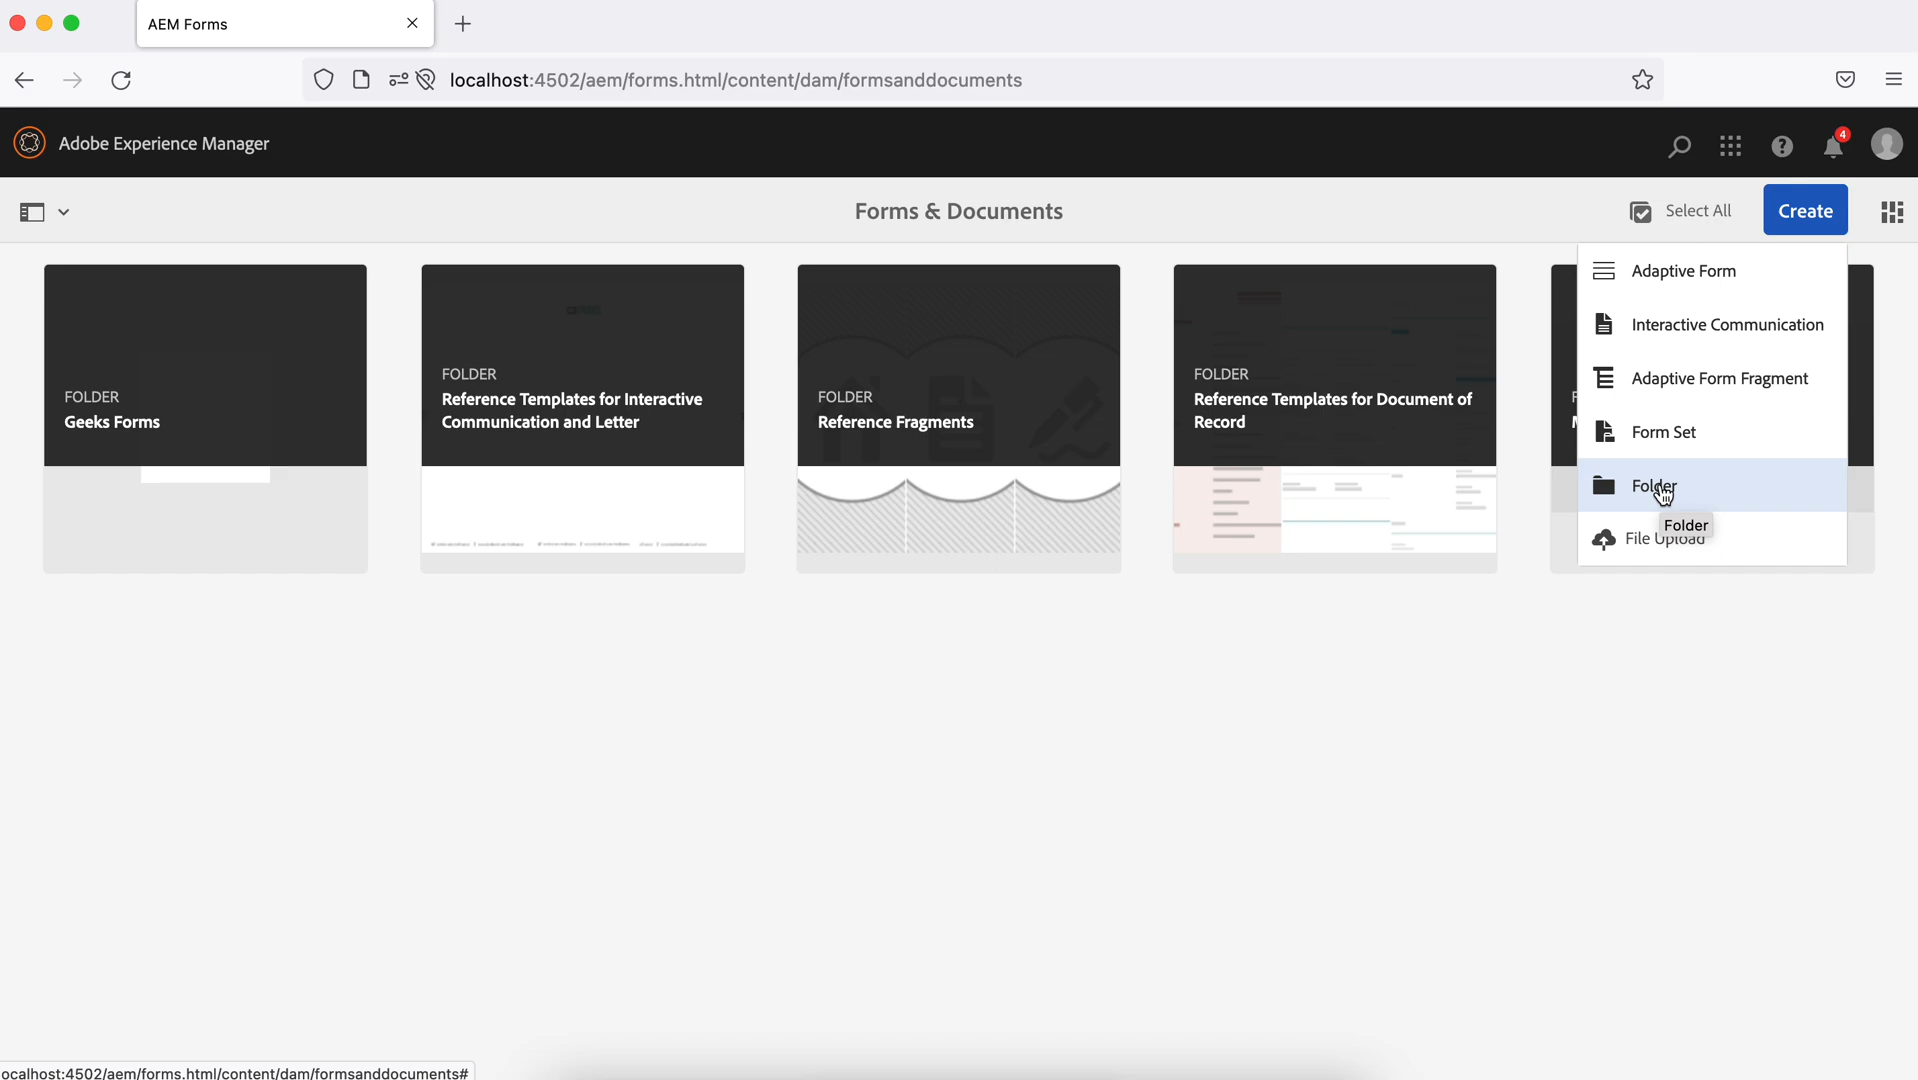 AEM Forms
localhost:4502/aem/forms.html/content/dam/formsanddocuments
Adobe Experience Manager
4
Forms & Documents
Select All
Create
FOLDER
Geeks Forms
FOLDER
Reference Templates for Interactive
Communication and Letter
FOLDER
Reference Fragments
FOLDER
Reference Templates for Document of
Record
Adaptive Form
Interactive Communication
Adaptive Form Fragment
Form Set
Folder
Folder
File Upload
ocalhost:4502/aem/forms.html/content/dam/formsanddocuments#